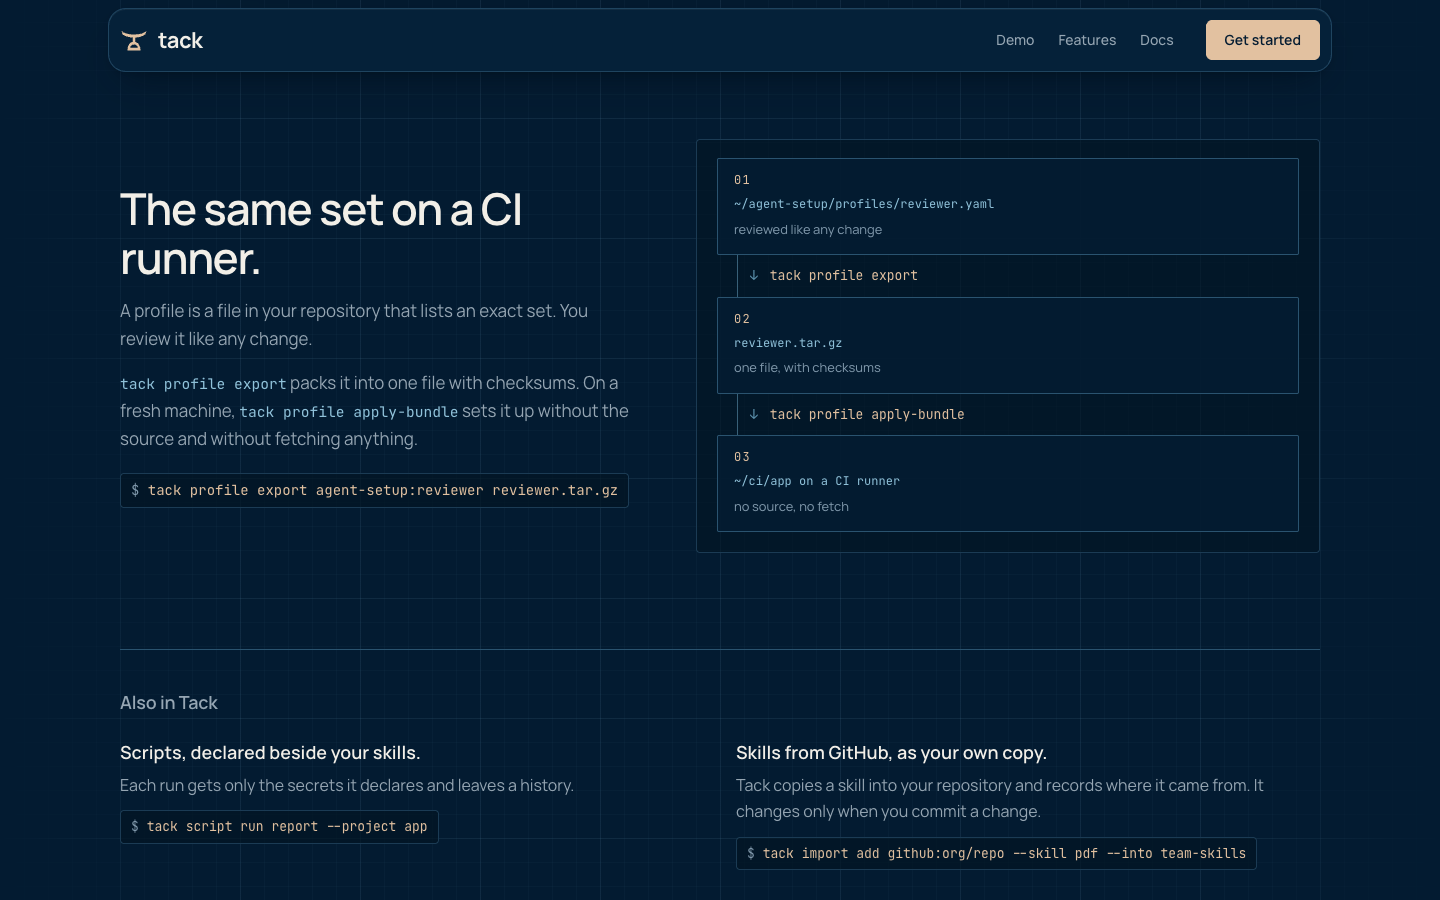 tack
Demo
Features
Docs
Get started
The same set on a CI
runner.
A profile is a file in your repository that lists an exact set. You
review it like any change.
tack profile export packs it into one file with checksums. On a
fresh machine, tack profile apply-bundle sets it up without the
source and without fetching anything.
$ tack profile export agent-setup:reviewer reviewer.tar.gz
01
~/agent-setup/profiles/reviewer.yaml
reviewed like any change
↓ tack profile export
02
reviewer.tar.gz
one file, with checksums
↓ tack profile apply-bundle
03
~/ci/app on a CI runner
no source, no fetch
Also in Tack
Scripts, declared beside your skills.
Each run gets only the secrets it declares and leaves a history.
$ tack script run report --project app
Skills from GitHub, as your own copy.
Tack copies a skill into your repository and records where it came from. It
changes only when you commit a change.
$ tack import add github:org/repo --skill pdf --into team-skills